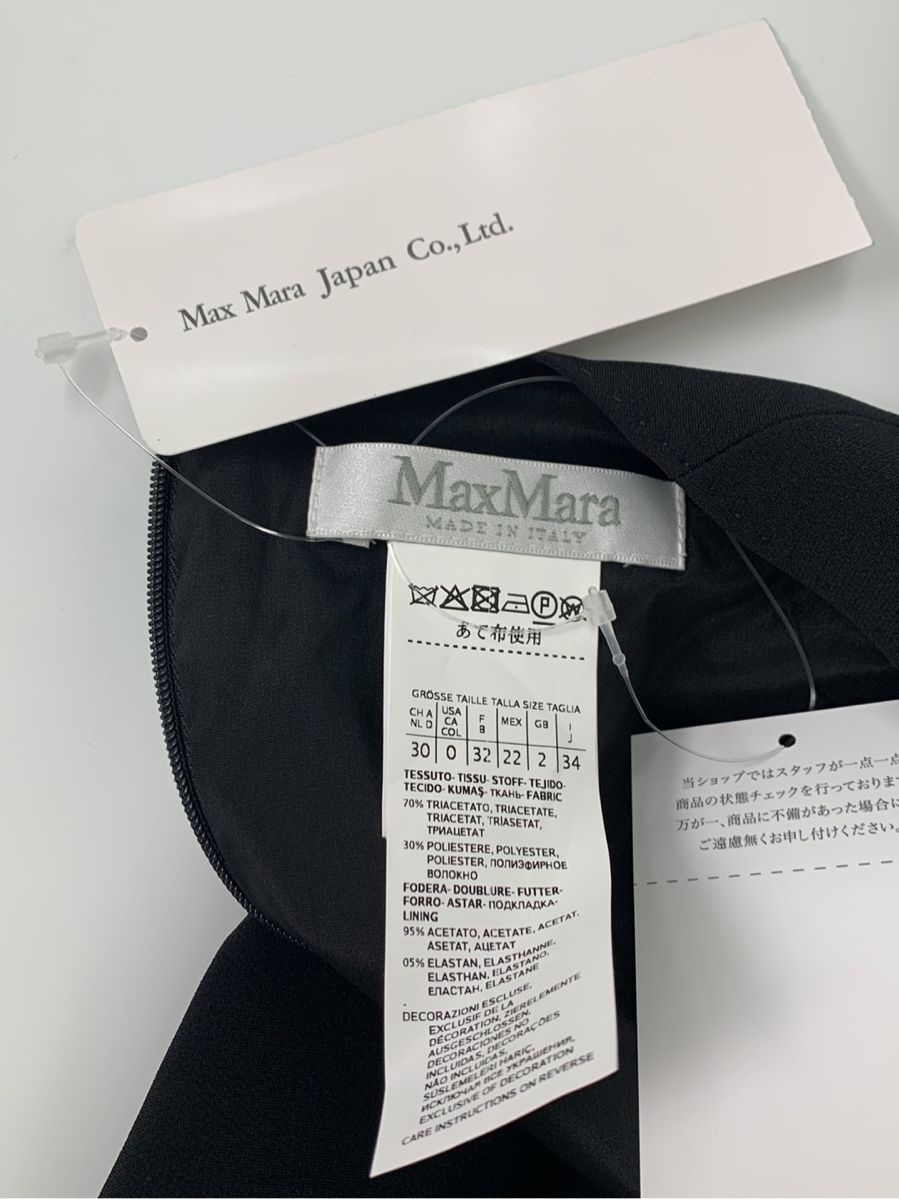 Max Mara Japan Co.,Ltd.
MaxMara
MADE IN ITALY
P
W
あて布使用
GRÖSSE TAILLE TALLA SIZE TAGLIA
CH A NL D
USA CA COL
F B
MEX
GB
I J
30 0 32 22 2 34
TESSUTO- TISSU- STOFF- TEJIDO-
TECIDO- KUMAŞ- ТКАНЬ- FABRIC
70% TRIACETATO, TRIACETATE,
TRIACETAT, TRİASETAT,
ТРИАЦЕТАТ
30% POLIESTERE, POLYESTER,
POLIESTER, ПОЛИЭФИРНОЕ
ВОЛОКНО
FODERA- DOUBLURE- FUTTER-
FORRO- ASTAR- ПОДКЛАДКА-
LINING
95% ACETATO, ACETATE, ACETAT,
ASETAT, АЦЕТАТ
05% ELASTAN, ELASTHANNE,
ELASTHAN, ELASTANO,
ЕЛАСТАН, ELASTANE
-
DECORAZIONI ESCLUSE,
EXCLUSIF DE LA
DÉCORATION, ZIERELEMENTE
AUSGESCHLOSSEN,
DECORACIONES NO
INCLUIDAS, DECORAÇÕES
NÃO INCLUÍDAS,
SÜSLEMELERİ HARİÇ,
ИСКЛЮЧАЯ ВСЕ УКРАШЕНИЯ,
EXCLUSIVE OF DECORATION
CARE INSTRUCTIONS ON REVERSE
当ショップではスタッフが一点一点
商品の状態チェックを行っております
万が一、商品に不備があった場合に
ご遠慮無くお申し付けください。